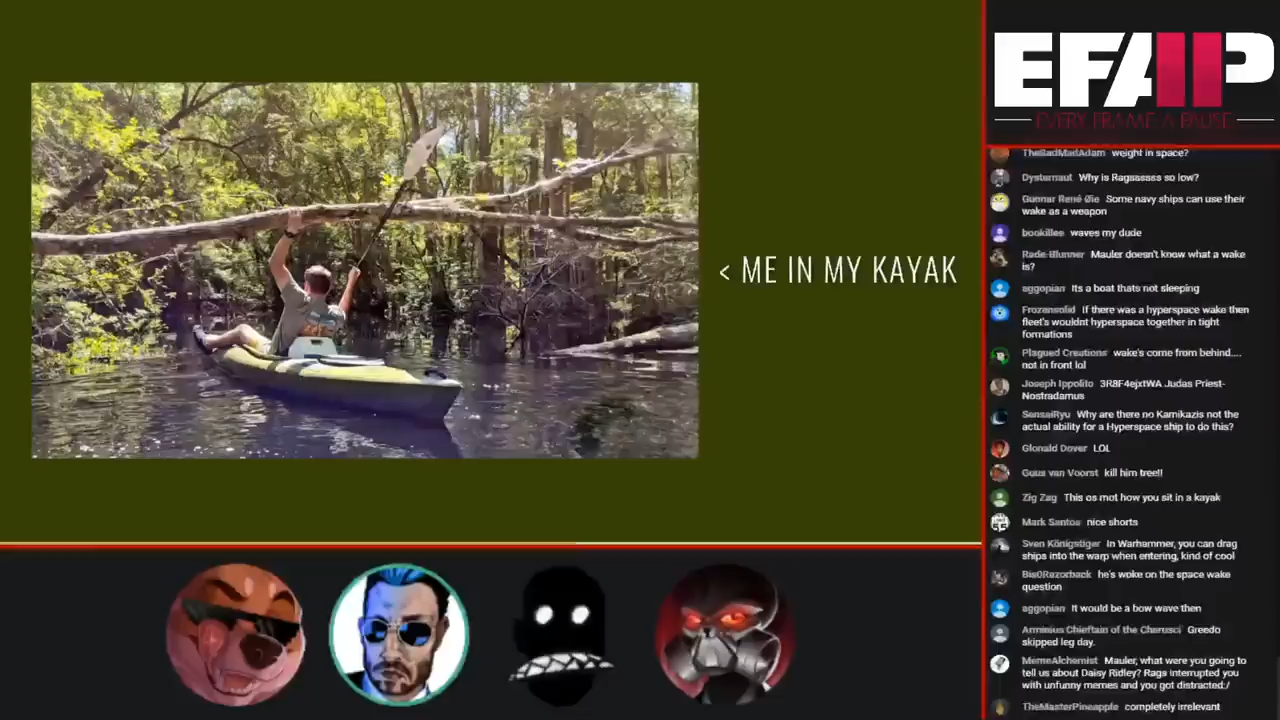 < ME IN MY KAYAK
EFAP
EVERY FRAME A PAUSE
TheBadMadAdam weight in space?
Dysternaut Why is Ragssssss so low?
Gunnar René Øie Some navy ships can use their
wake as a weapon
bookilles waves my dude
Rade Blunner Mauler doesn't know what a wake
is?
aggopian Its a boat thats not sleeping
Frozensolid If there was a hyperspace wake then
fleet's wouldnt hyperspace together in tight
formations
Plagued Creations wake's come from behind....
not in front lol
Joseph Ippolito 3R8F4ejxtWA Judas Priest-
Nostradamus
SensaiRyu Why are there no Kamikazis not the
actual ability for a Hyperspace ship to do this?
Glonald Dover LOL
Guus van Voorst kill him tree!!
Zig Zag This os mot how you sit in a kayak
Mark Santos nice shorts
Sven Königstiger In Warhammer, you can drag
ships into the warp when entering, kind of cool
he's woke on the space wake
question
aggopian It would be a bow wave then
Arminius Chieftain of the Cherusci Greedo
skipped leg day.
MemeAlchemist Mauler, what were you going to
tell us about Daisy Ridley? Rags interrupted you
with unfunny memes and you got distracted:/
TheMasterPineapple completely irrelevant